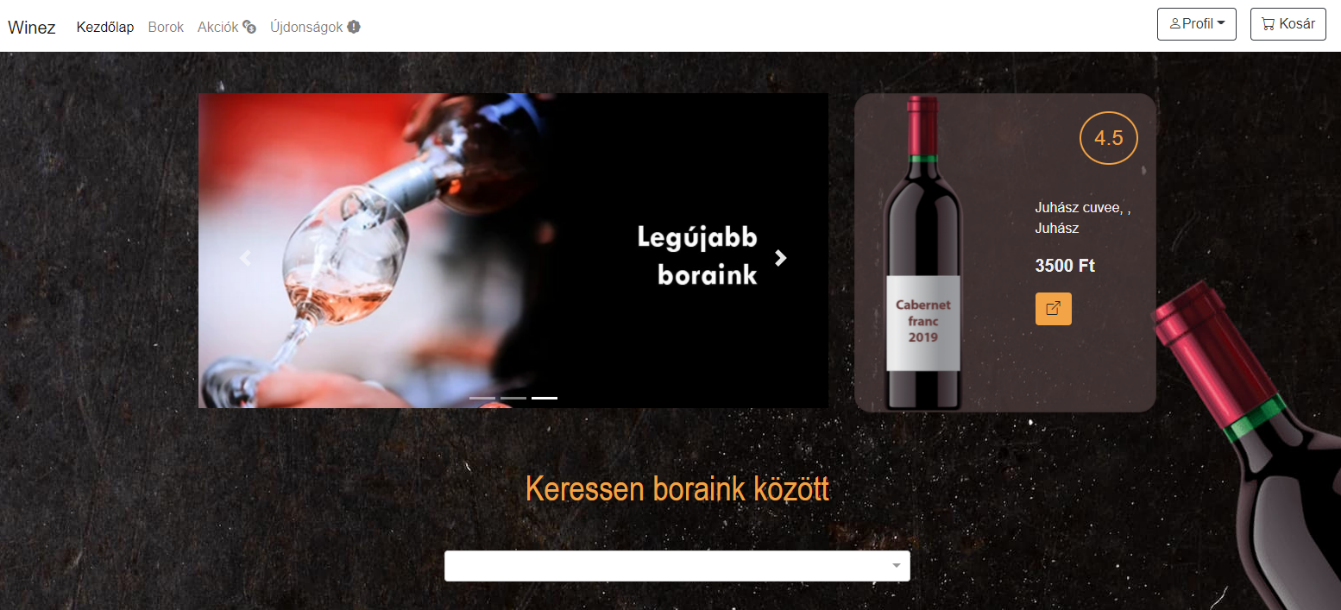 Winez Kezdőlap Borok Akciók Újdonságok Profil Kosár
Legújabb
boraink
4.5
Juhász cuvee, ,
Juhász
3500 Ft
Cabernet
franc
2019
Keressen boraink között